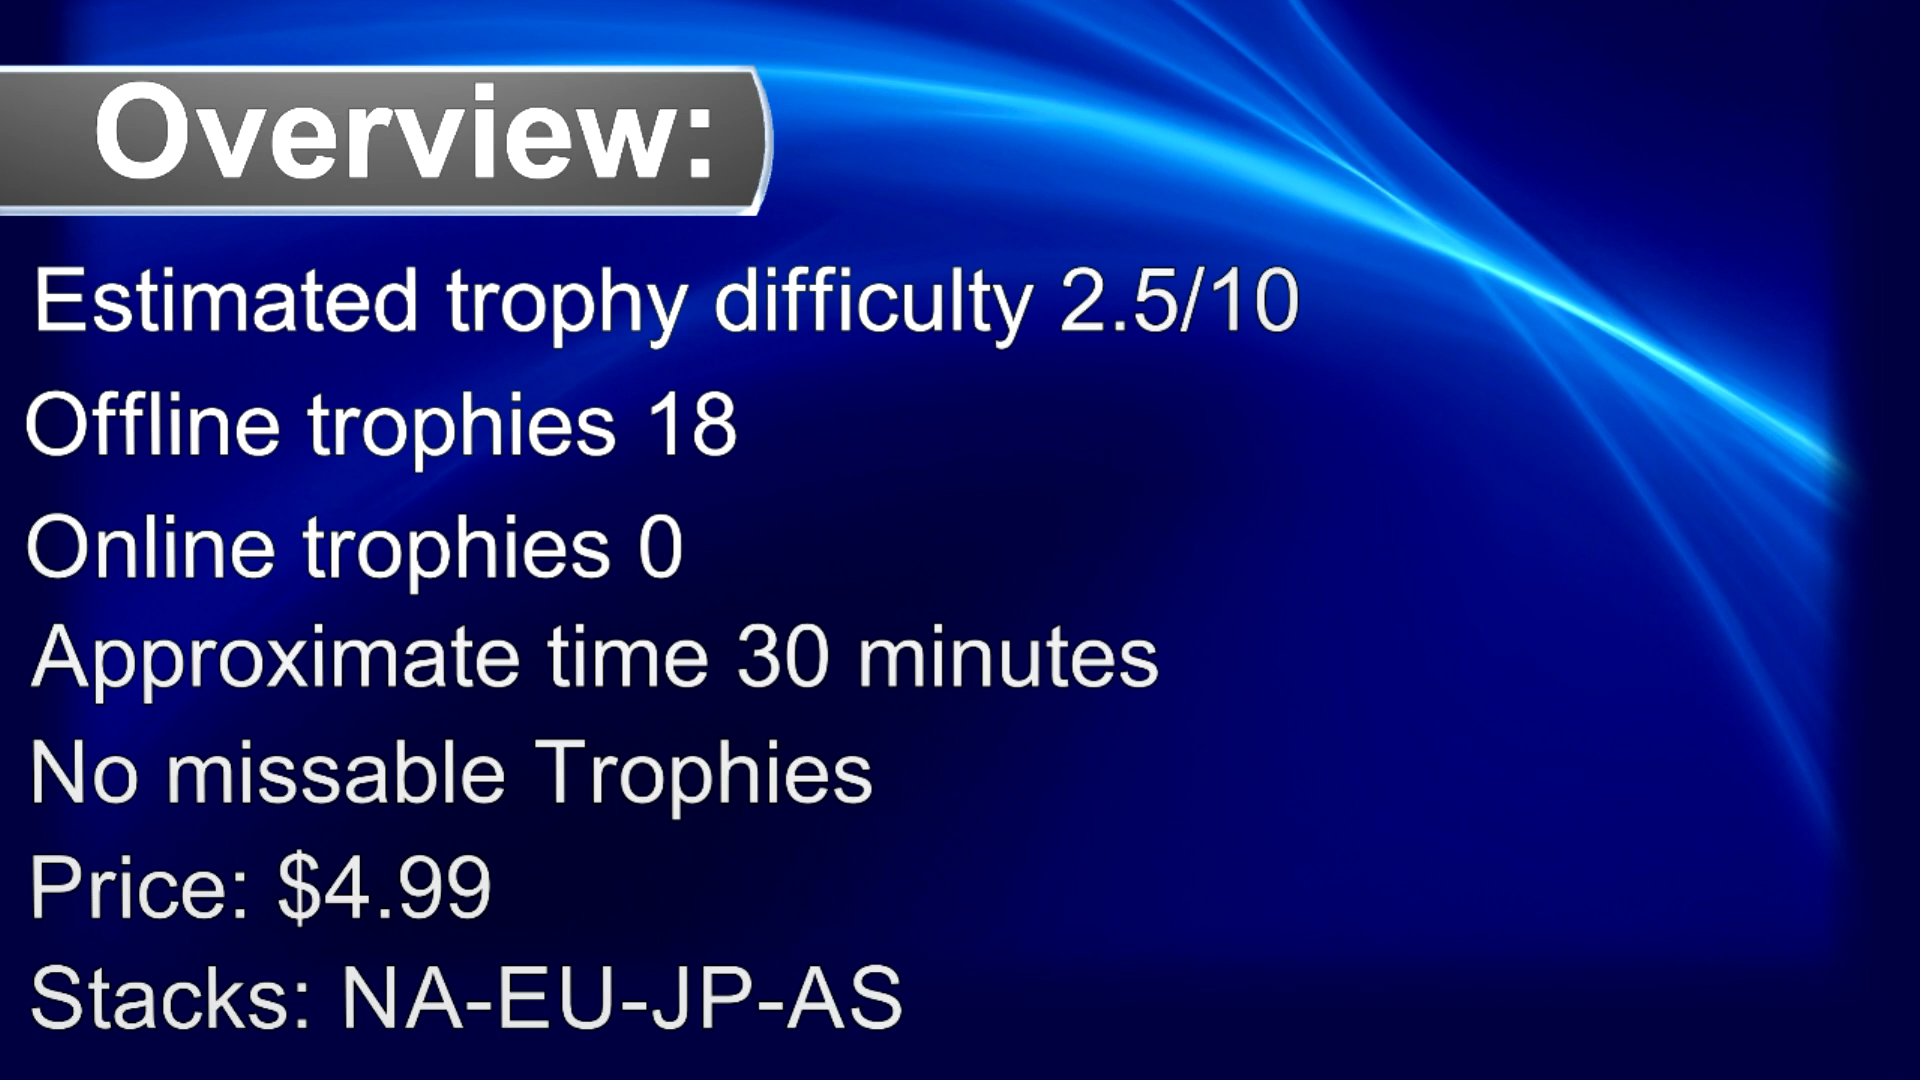 Overview:
Estimated trophy difficulty 2.5/10
Offline trophies 18
Online trophies 0
Approximate time 30 minutes
No missable Trophies
Price: $4.99
Stacks: NA-EU-JP-AS